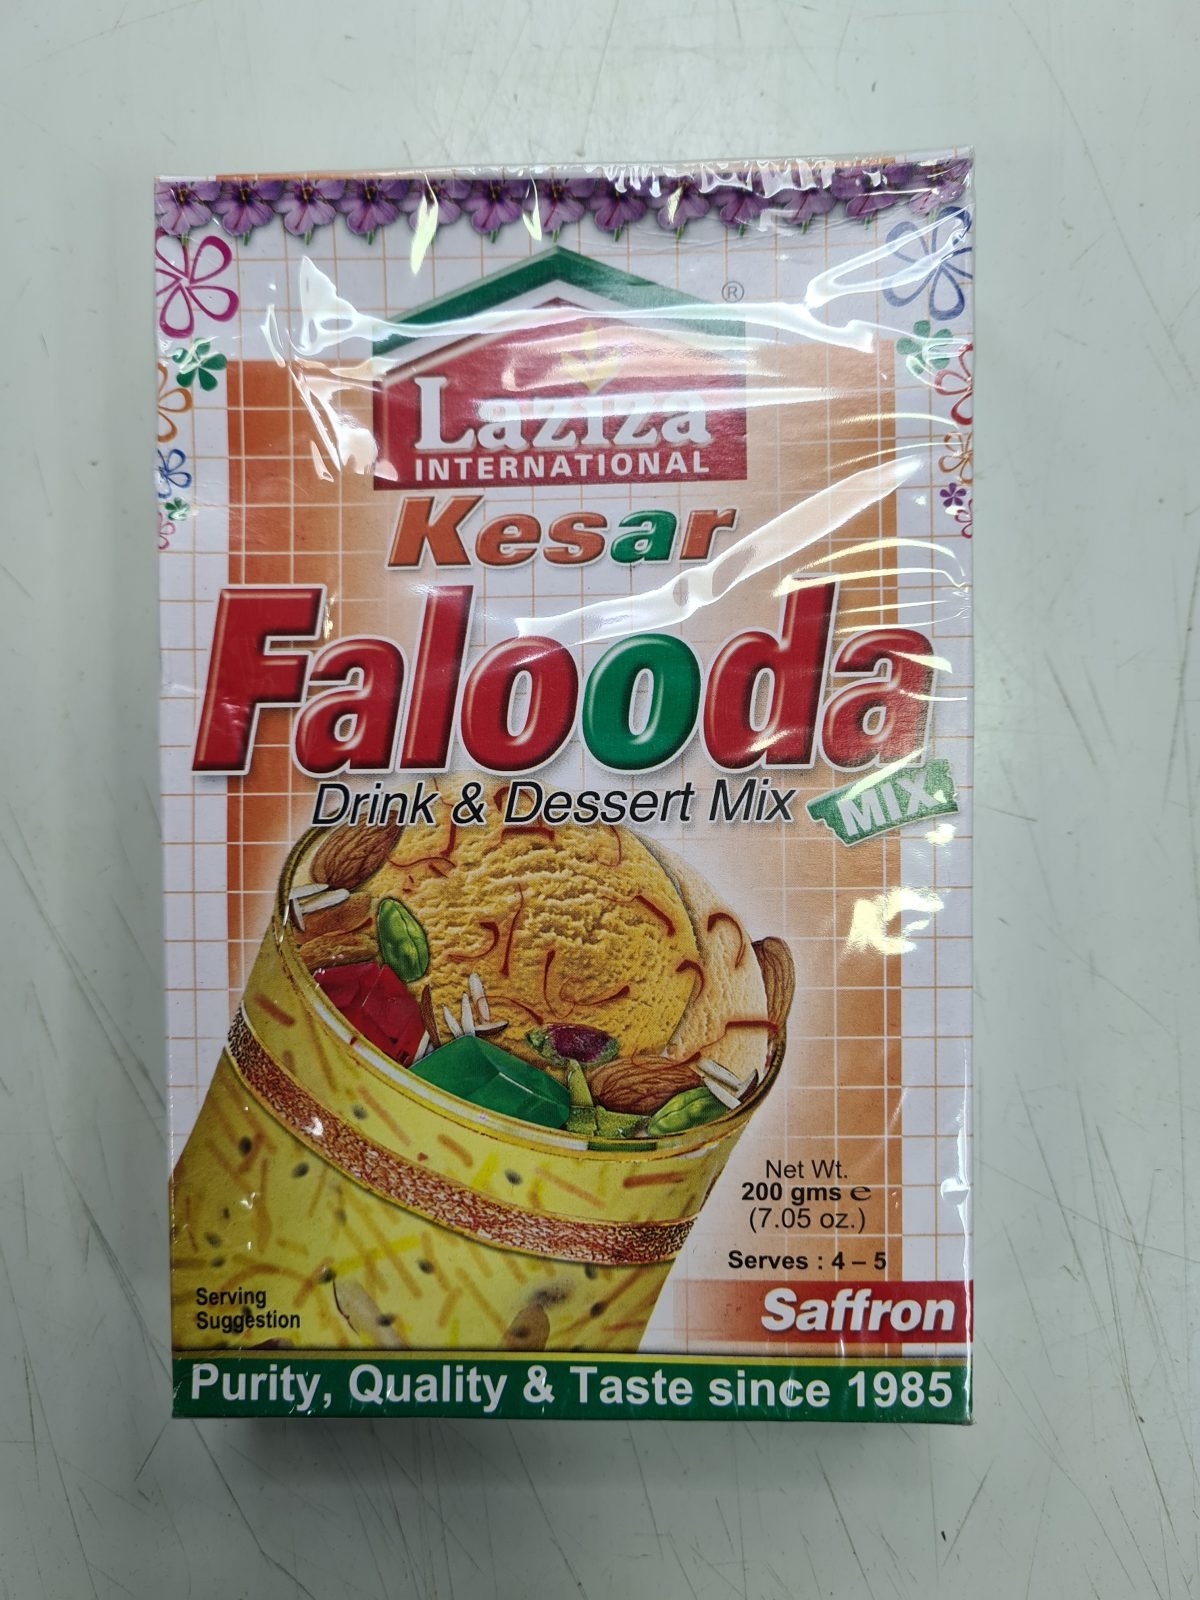 ®
Laziza
INTERNATIONAL
Kesar
Falooda
MIX
Drink & Dessert Mix
Net Wt.
200 gms ℮
(7.05 oz.)
Serves : 4 – 5
Saffron
Serving
Suggestion
Purity, Quality & Taste since 1985